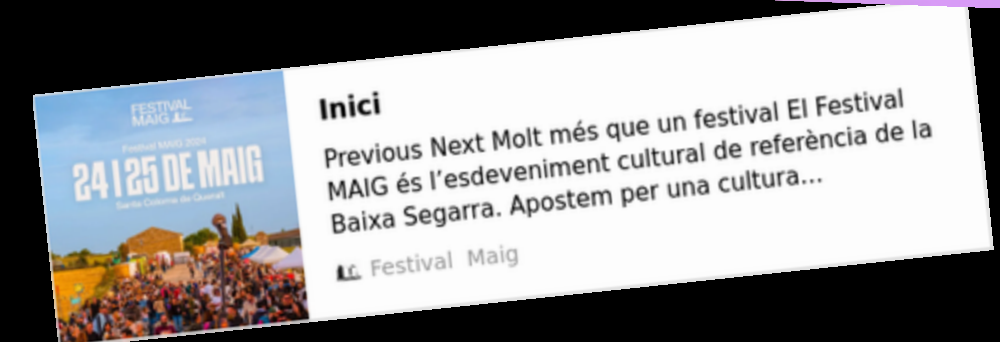 FESTIVAL
MAIG
Festival MAIG 2024
24 I 25 DE MAIG
Santa Coloma de Queralt
Inici
Previous Next Molt més que un festival El Festival
MAIG és l’esdeveniment cultural de referència de la
Baixa Segarra. Apostem per una cultura...
Festival Maig